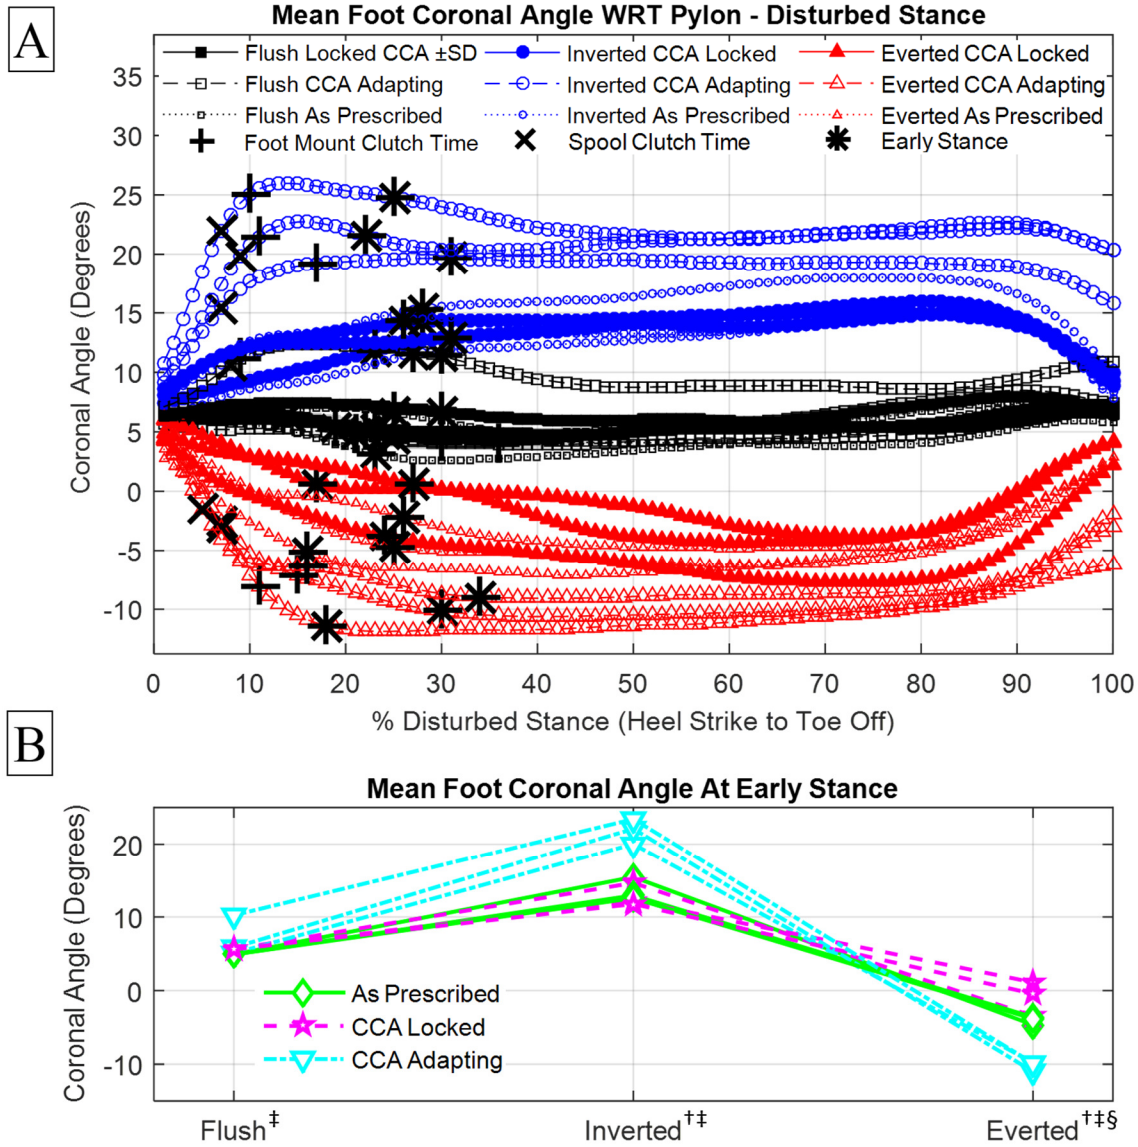 A
Mean Foot Coronal Angle WRT Pylon - Disturbed Stance
Flush Locked CCA ±SD Inverted CCA Locked Everted CCA Locked
Flush CCA Adapting Inverted CCA Adapting Everted CCA Adapting
Flush As Prescribed Inverted As Prescribed Everted As Prescribed
Foot Mount Clutch Time Spool Clutch Time Early Stance
Coronal Angle (Degrees)
35
30
25
20
15
10
5
0
-5
-10
0 10 20 30 40 50 60 70 80 90 100
% Disturbed Stance (Heel Strike to Toe Off)
B
Mean Foot Coronal Angle At Early Stance
Coronal Angle (Degrees)
20
10
0
-10
As Prescribed
CCA Locked
CCA Adapting
Flush‡ Inverted†‡ Everted†‡§